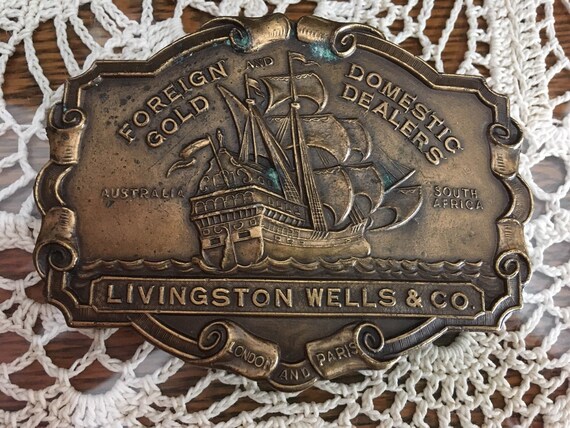 FOREIGN AND DOMESTIC
GOLD DEALERS
AUSTRALIA
SOUTH
AFRICA
LIVINGSTON WELLS & CO.
LONDON AND PARIS